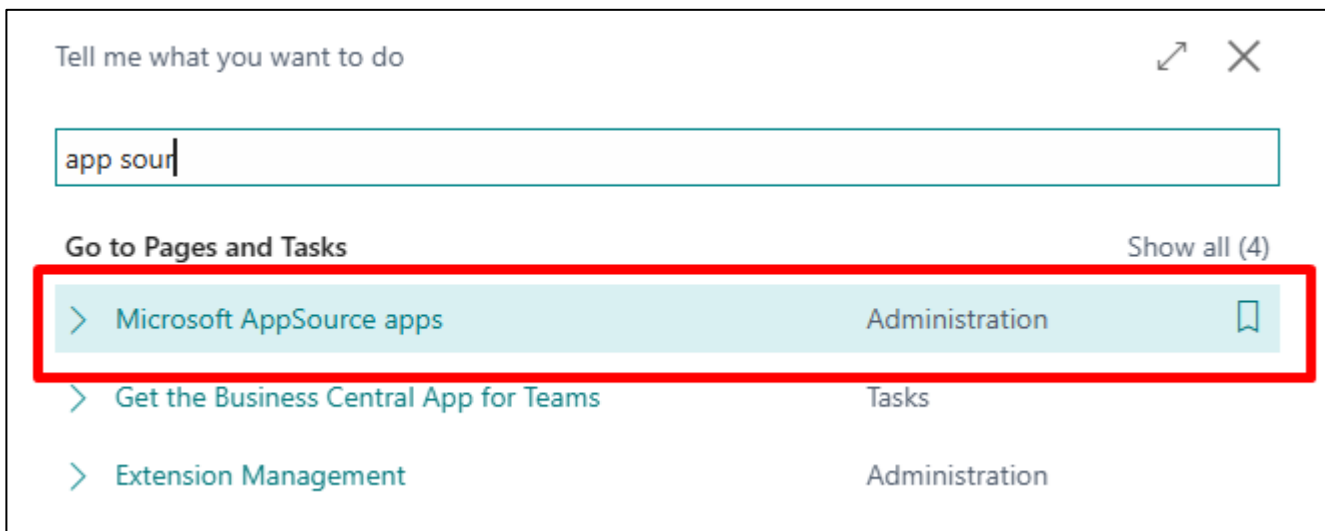 Tell me what you want to do
app sour
Go to Pages and Tasks Show all (4)
Microsoft AppSource apps Administration
Get the Business Central App for Teams Tasks
Extension Management Administration